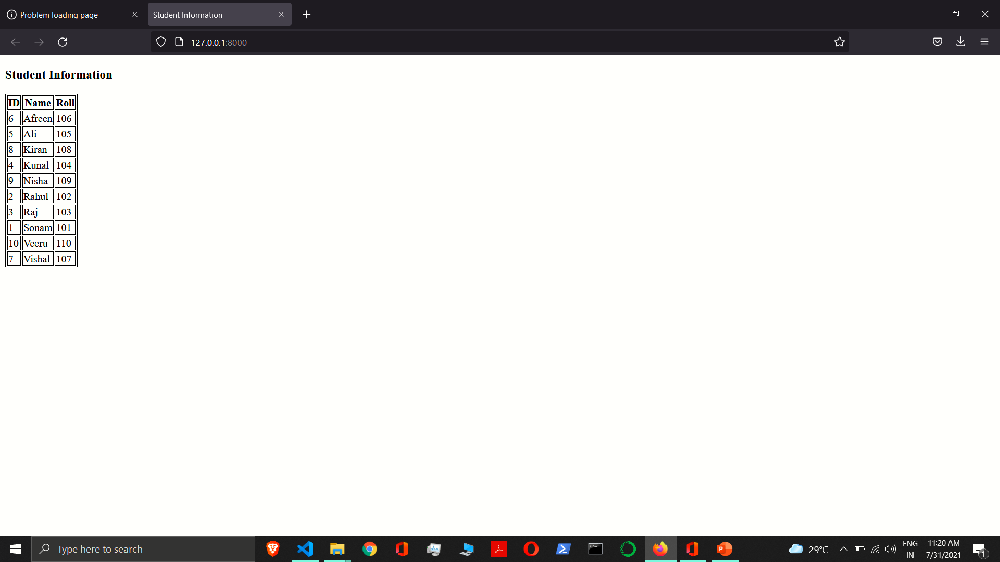 Problem loading page
Student Information
127.0.0.1:8000
Student Information
ID Name Roll
6 Afreen 106
5 Ali 105
8 Kiran 108
4 Kunal 104
9 Nisha 109
2 Rahul 102
3 Raj 103
1 Sonam 101
10 Veeru 110
7 Vishal 107
Type here to search
29°C
ENG
IN
11:20 AM
7/31/2021
1